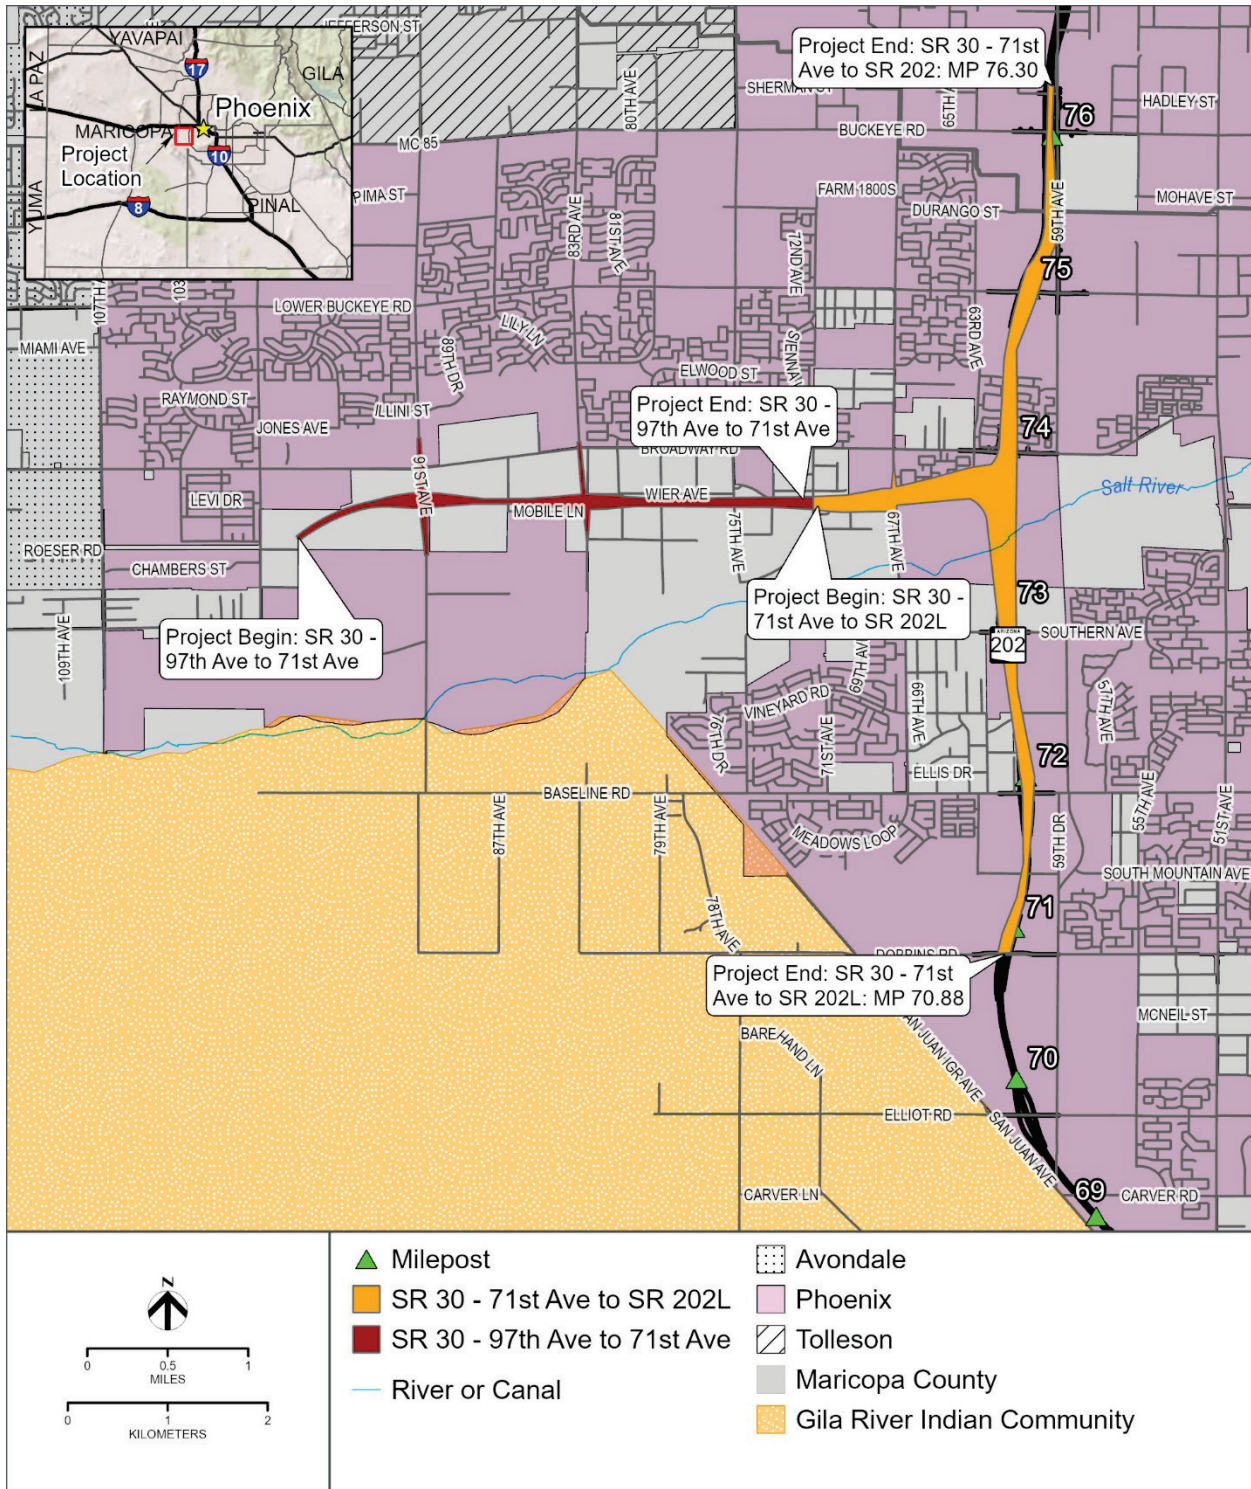 JEFFERSON ST
YAVAPAI
LA PAZ
17
GILA
Phoenix
MARICOPA
Project
Location
10
YUMA
8
PINAL
Project End: SR 30 - 71st
Ave to SR 202: MP 76.30
80TH AVE
SHERMAN ST
65TH A
76
HADLEY ST
BUCKEYE RD
MC 85
PIMA ST
FARM 1800S
MOHAVE ST
DURANGO ST
59TH AVE
83RD AVE
81ST AVE
72ND AVE
75
107TH
103
LOWER BUCKEYE RD
MIAMI AVE
LILY LN
63RD AVE
89TH DR
SIENNA
ELWOOD ST
RAYMOND ST
ILLINI ST
JONES AVE
Project End: SR 30 -
97th Ave to 71st Ave
74
BROADWAY RD
91ST AVE
Salt River
LEVI DR
WIER AVE
MOBILE LN
75TH AVE
67TH AVE
ROESER RD
CHAMBERS ST
Project Begin: SR 30 -
71st Ave to SR 202L
73
109TH AVE
Project Begin: SR 30 -
97th Ave to 71st Ave
ARIZONA
202
SOUTHERN AVE
69TH AV
66TH AVE
57TH AVE
VINEYARD RD
76TH DR
71ST AVE
72
ELLIS DR
BASELINE RD
87TH AVE
79TH AVE
MEADOWS LOOP
59TH DR
55TH AVE
51ST AVE
SOUTH MOUNTAIN AVE
78TH AVE
71
DOBBINS RD
Project End: SR 30 - 71st
Ave to SR 202L: MP 70.88
MCNEIL ST
BAREHAND LN
AN JUAN IGR AVE
70
ELLIOT RD
SAN JUAN AVE
CARVER LN
69
CARVER RD
N
0 0.5 1
MILES
0 1 2
KILOMETERS
Milepost
SR 30 - 71st Ave to SR 202L
SR 30 - 97th Ave to 71st Ave
River or Canal
Avondale
Phoenix
Tolleson
Maricopa County
Gila River Indian Community